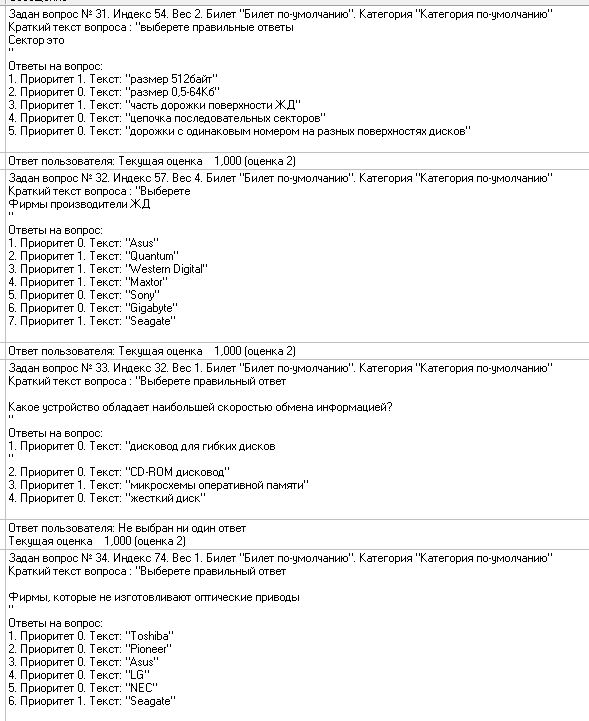 Задан вопрос № 31. Индекс 54. Вес 2. Билет "Билет по-умолчанию". Категория "Категория по-умолчанию"
Краткий текст вопроса : "выберете правильные ответы
Сектор это
"
Ответы на вопрос:
1. Приоритет 1. Текст: "размер 512байт"
2. Приоритет 0. Текст: "размер 0,5-64Кб"
3. Приоритет 1. Текст: "часть дорожки поверхности ЖД"
4. Приоритет 0. Текст: "цепочка последовательных секторов"
5. Приоритет 0. Текст: "дорожки с одинаковым номером на разных поверхностях дисков"
Ответ пользователя: Текущая оценка 1,000 (оценка 2)
Задан вопрос № 32. Индекс 57. Вес 4. Билет "Билет по-умолчанию". Категория "Категория по-умолчанию"
Краткий текст вопроса : "Выберете
Фирмы производители ЖД
"
Ответы на вопрос:
1. Приоритет 0. Текст: "Asus"
2. Приоритет 1. Текст: "Quantum"
3. Приоритет 1. Текст: "Western Digital"
4. Приоритет 1. Текст: "Maxtor"
5. Приоритет 0. Текст: "Sony"
6. Приоритет 0. Текст: "Gigabyte"
7. Приоритет 1. Текст: "Seagate"
Ответ пользователя: Текущая оценка 1,000 (оценка 2)
Задан вопрос № 33. Индекс 32. Вес 1. Билет "Билет по-умолчанию". Категория "Категория по-умолчанию"
Краткий текст вопроса : "Выберете правильный ответ
Какое устройство обладает наибольшей скоростью обмена информацией?
"
Ответы на вопрос:
1. Приоритет 0. Текст: "дисковод для гибких дисков
"
2. Приоритет 0. Текст: "CD-ROM дисковод"
3. Приоритет 1. Текст: "микросхемы оперативной памяти"
4. Приоритет 0. Текст: "жесткий диск"
Ответ пользователя: Не выбран ни один ответ
Текущая оценка 1,000 (оценка 2)
Задан вопрос № 34. Индекс 74. Вес 1. Билет "Билет по-умолчанию". Категория "Категория по-умолчанию"
Краткий текст вопроса : "Выберете правильный ответ
Фирмы, которые не изготовливают оптические приводы
"
Ответы на вопрос:
1. Приоритет 0. Текст: "Toshiba"
2. Приоритет 0. Текст: "Pioneer"
3. Приоритет 0. Текст: "Asus"
4. Приоритет 0. Текст: "LG"
5. Приоритет 0. Текст: "NEC"
6. Приоритет 1. Текст: "Seagate"